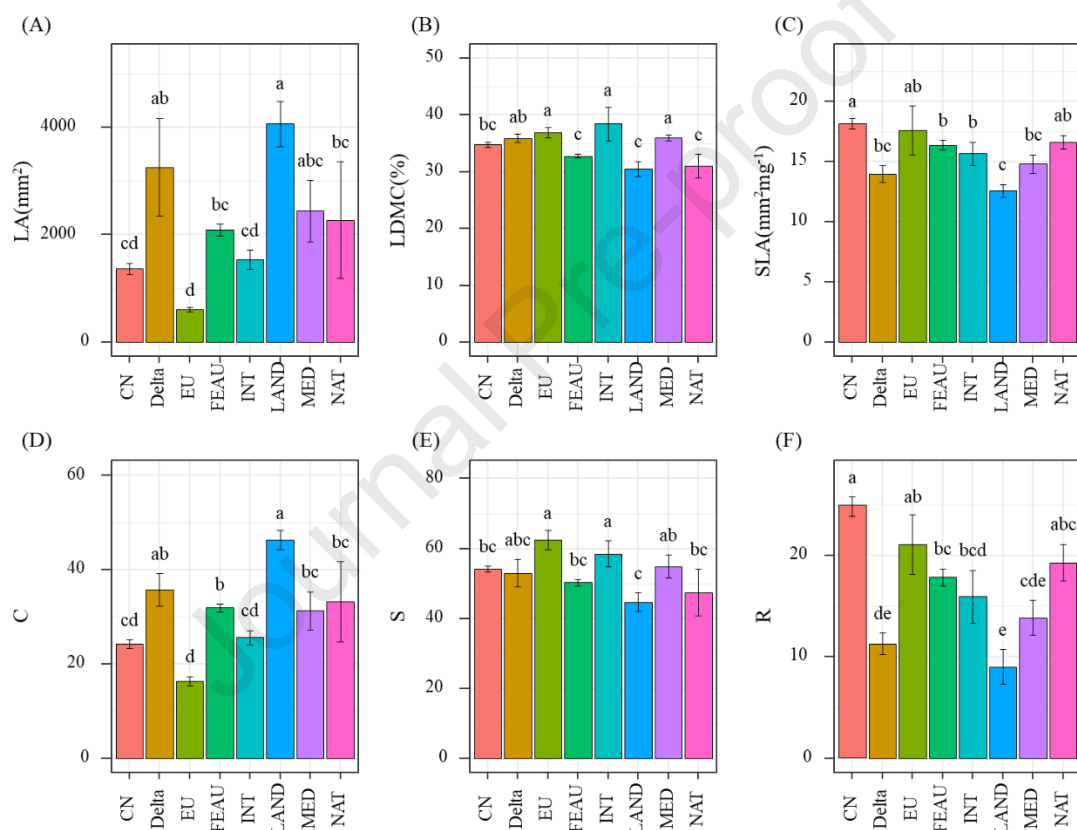 (A)
LA(mm²)
4000
2000
0
cd
ab
d
bc
cd
a
abc
bc
CN
Delta
EU
FEAU
INT
LAND
MED
NAT
(B)
LDMC(%)
50
40
30
20
10
0
bc
ab
a
c
a
c
a
c
CN
Delta
EU
FEAU
INT
LAND
MED
NAT
(C)
SLA(mm²mg⁻¹)
20
15
10
5
0
a
bc
ab
b
b
c
bc
ab
CN
Delta
EU
FEAU
INT
LAND
MED
NAT
(D)
C
60
40
20
0
cd
ab
d
b
cd
a
bc
bc
CN
Delta
EU
FEAU
INT
LAND
MED
NAT
(E)
S
80
60
40
20
0
bc
abc
a
bc
a
c
ab
bc
CN
Delta
EU
FEAU
INT
LAND
MED
NAT
(F)
R
20
10
0
a
de
ab
bc
bcd
e
cde
abc
CN
Delta
EU
FEAU
INT
LAND
MED
NAT
Journal Pre-proof